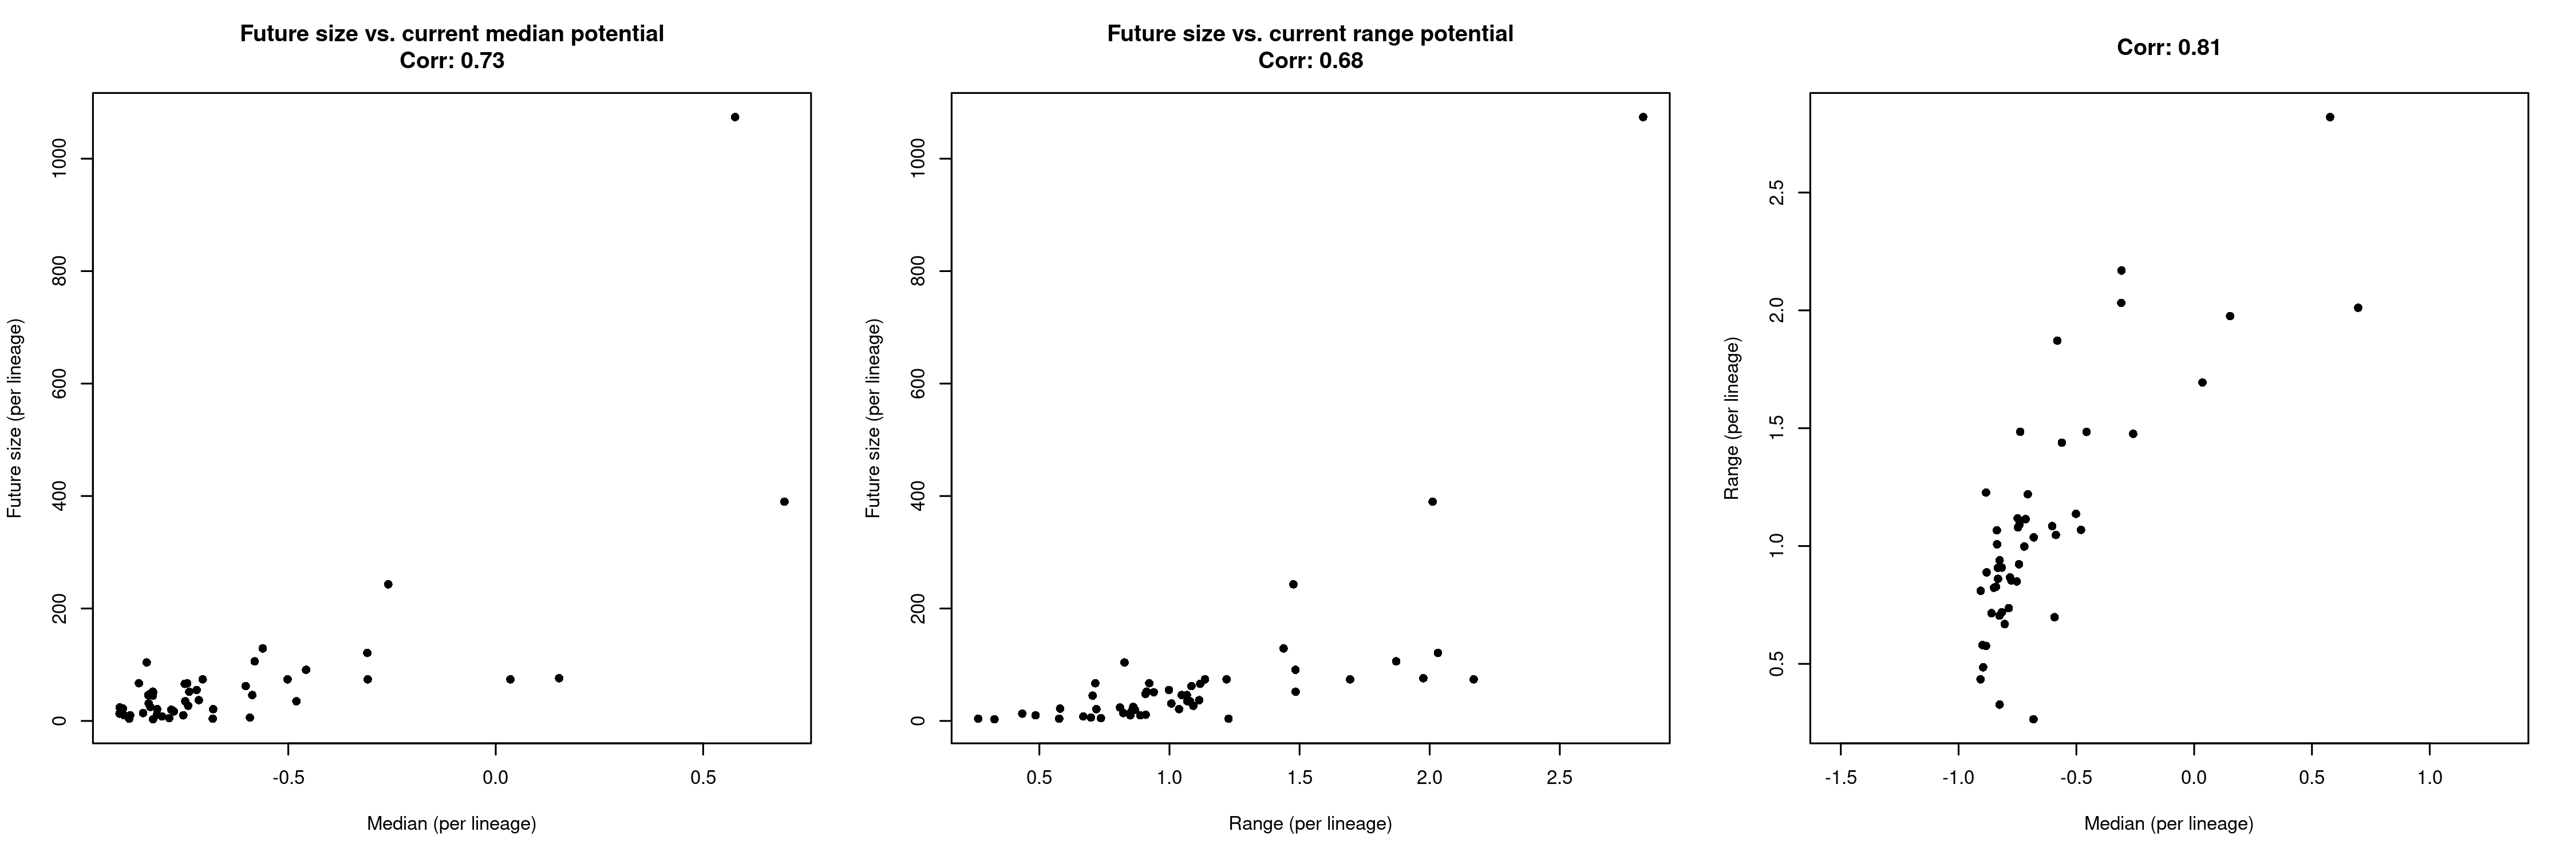 Future size vs. current median potential
Corr: 0.73
Future size (per lineage)
1000
800
600
400
200
0
-0.5
0.0
0.5
Median (per lineage)
Future size vs. current range potential
Corr: 0.68
Future size (per lineage)
1000
800
600
400
200
0
0.5
1.0
1.5
2.0
2.5
Range (per lineage)
Corr: 0.81
Range (per lineage)
2.5
2.0
1.5
1.0
0.5
-1.5
-1.0
-0.5
0.0
0.5
1.0
Median (per lineage)